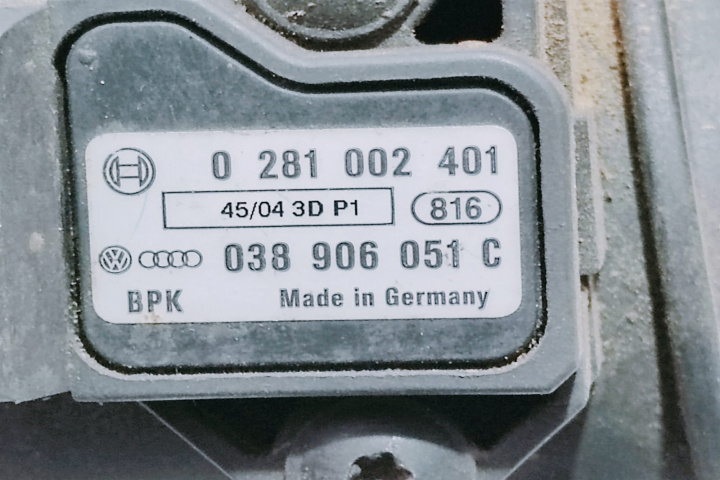 0 281 002 401
45/04 3D P1 816
038 906 051 C
BPK Made in Germany